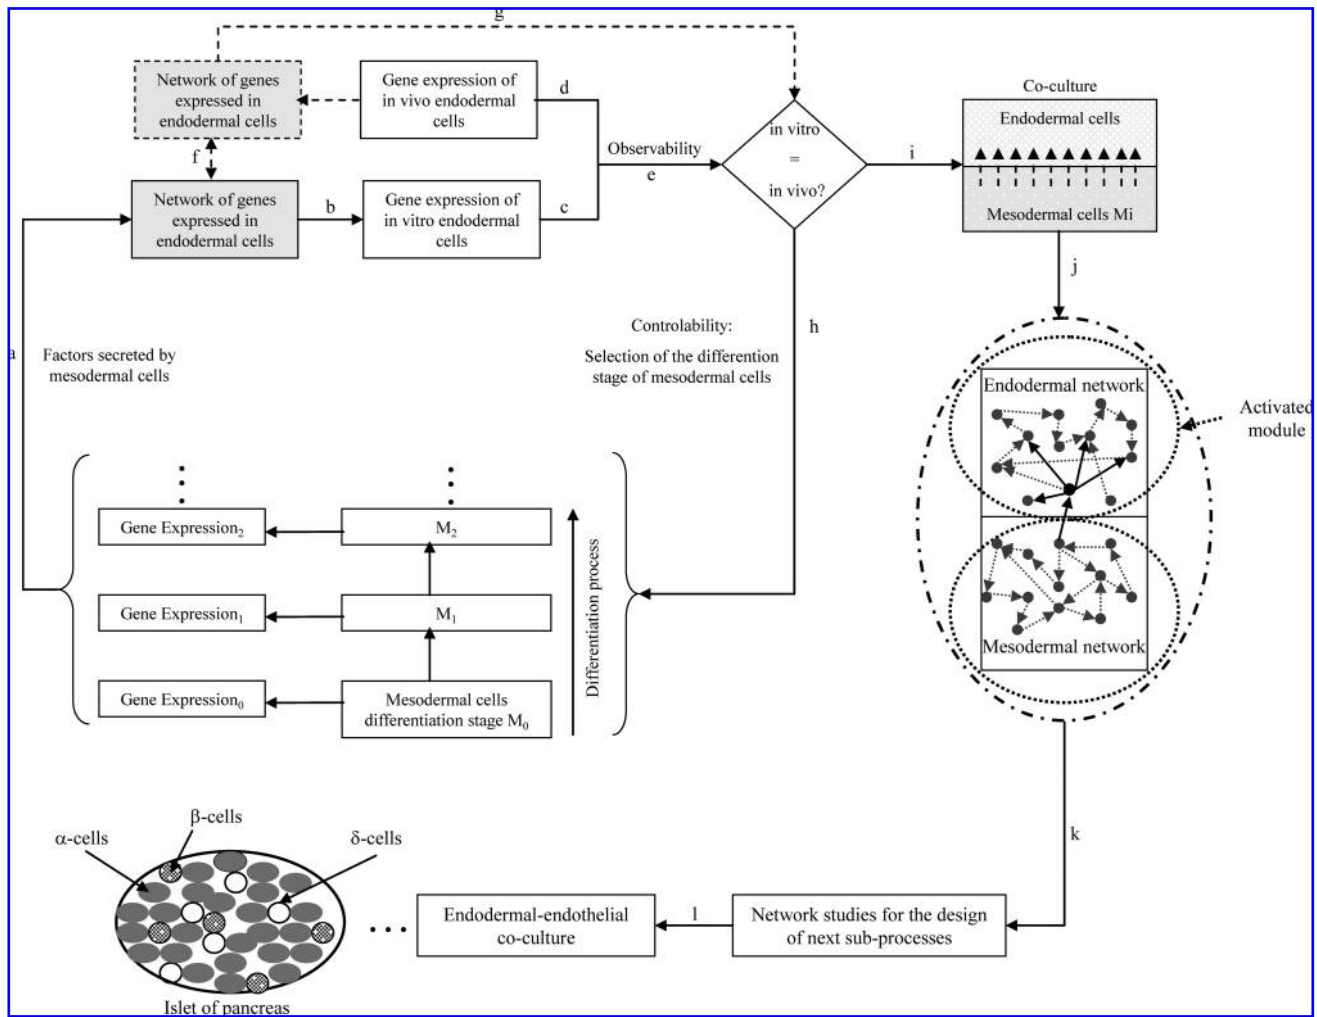 g
Network of genes
expressed in
endodermal cells
Gene expression of
in vivo endodermal
cells
d
f
Observability
e
in vitro
=
in vivo?
i
Co-culture
Endodermal cells
Mesodermal cells Mi
Network of genes
expressed in
endodermal cells
b
Gene expression of
in vitro endodermal
cells
c
j
a
Factors secreted by
mesodermal cells
Controlability:
Selection of the differention
stage of mesodermal cells
h
Endodermal network
Activated
module
Mesodermal network
Gene Expression₂
M₂
Gene Expression₁
M₁
Gene Expression₀
Mesodermal cells
differentiation stage M₀
Differentiation process
k
β-cells
α-cells
δ-cells
Islet of pancreas
Endodermal-endothelial
co-culture
l
Network studies for the design
of next sub-processes